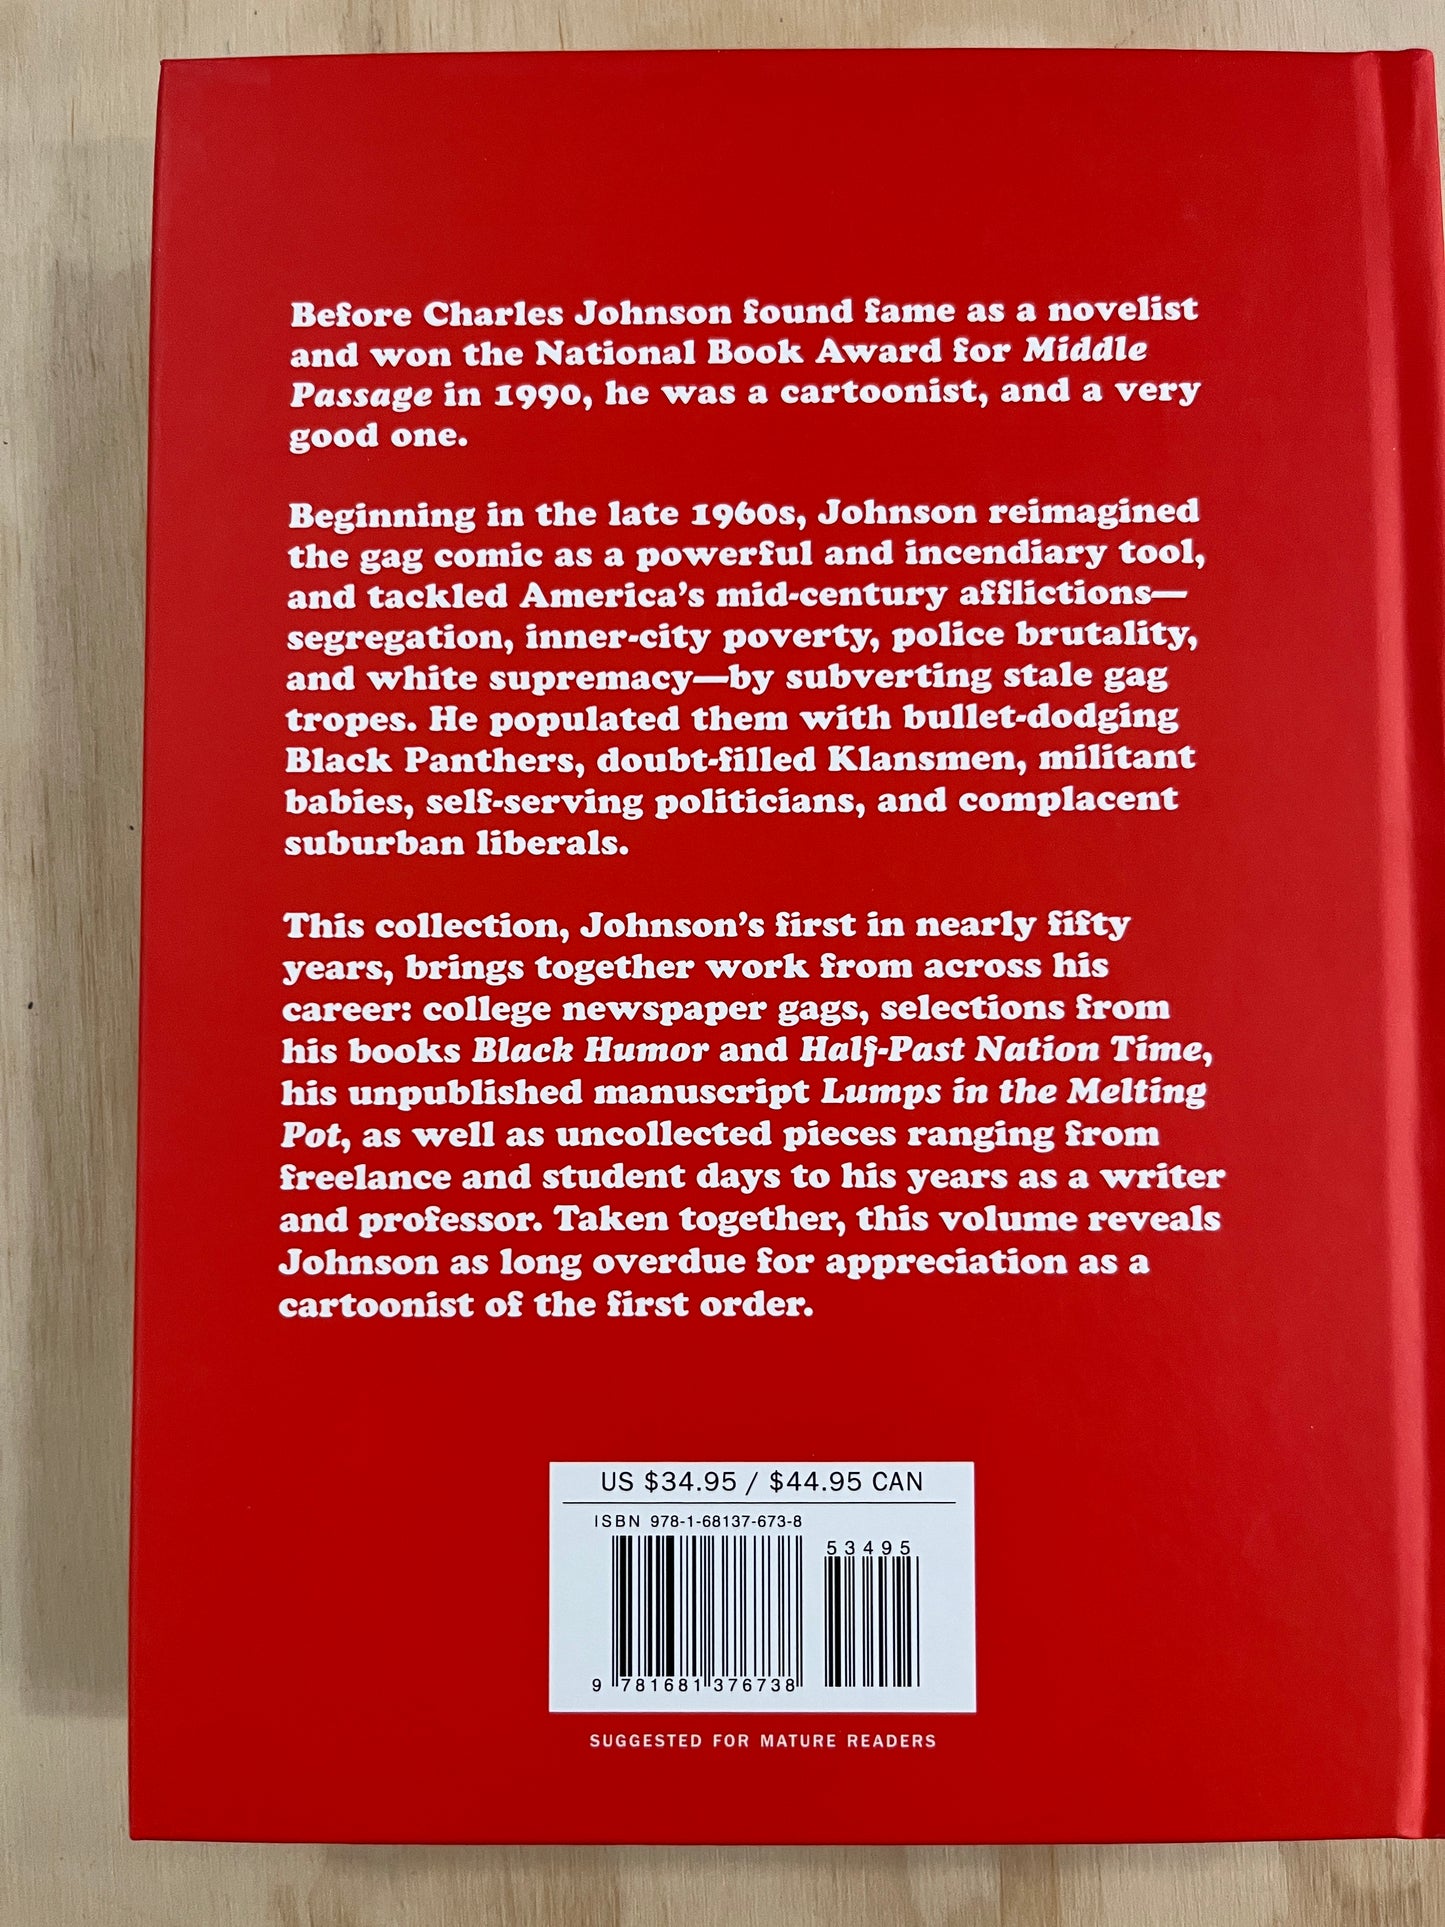 Before Charles Johnson found fame as a novelist
and won the National Book Award for Middle
Passage in 1990, he was a cartoonist, and a very
good one.
Beginning in the late 1960s, Johnson reimagined
the gag comic as a powerful and incendiary tool,
and tackled America's mid-century afflictions—
segregation, inner-city poverty, police brutality,
and white supremacy—by subverting stale gag
tropes. He populated them with bullet-dodging
Black Panthers, doubt-filled Klansmen, militant
babies, self-serving politicians, and complacent
suburban liberals.
This collection, Johnson's first in nearly fifty
years, brings together work from across his
career: college newspaper gags, selections from
his books Black Humor and Half-Past Nation Time,
his unpublished manuscript Lumps in the Melting
Pot, as well as uncollected pieces ranging from
freelance and student days to his years as a writer
and professor. Taken together, this volume reveals
Johnson as long overdue for appreciation as a
cartoonist of the first order.
US $34.95 / $44.95 CAN
ISBN 978-1-68137-673-8
53495
9 781681 376738
SUGGESTED FOR MATURE READERS